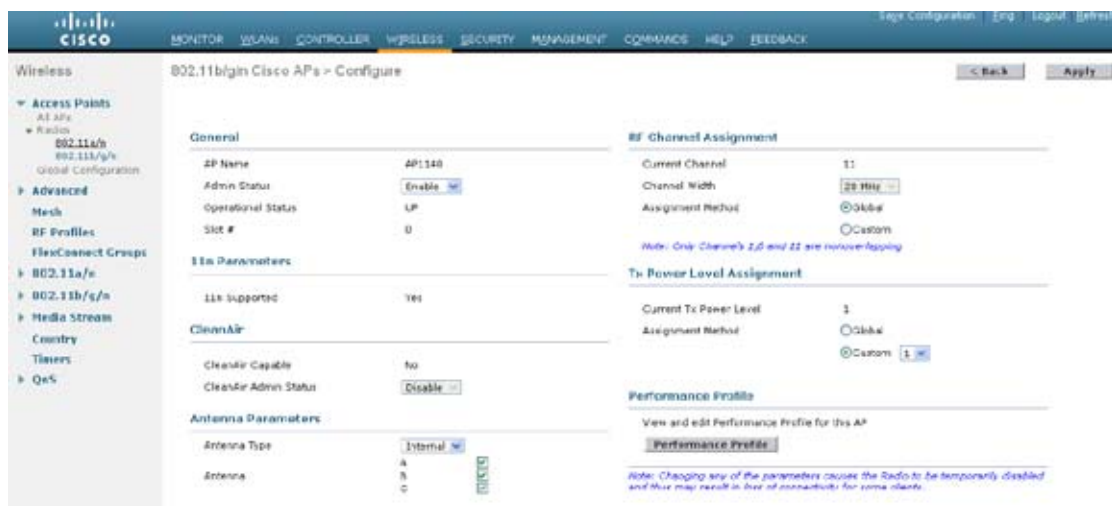 Save Configuration Ping Logout Refresh
CISCO
MONITOR WLANs CONTROLLER WIRELESS SECURITY MANAGEMENT COMMANDS HELP FEEDBACK
Wireless
802.11b/g/n Cisco APs > Configure
< Back
Apply
Access Points
All APs
Radios
802.11a/n
802.11b/g/n
Global Configuration
Advanced
Mesh
RF Profiles
FlexConnect Groups
802.11a/n
802.11b/g/n
Media Stream
Country
Timers
QoS
General
AP Name AP1140
Admin Status Enable
Operational Status UP
Slot # 0
11n Parameters
11n Supported Yes
CleanAir
CleanAir Capable No
CleanAir Admin Status Disable
Antenna Parameters
Antenna Type Internal
Antenna A
B
C
RF Channel Assignment
Current Channel 11
Channel Width 20 MHz
Assignment Method Global
Custom
Note: Only Channels 1,6 and 11 are nonoverlapping
Tx Power Level Assignment
Current Tx Power Level 1
Assignment Method Global
Custom 1
Performance Profile
View and edit Performance Profile for this AP
Performance Profile
Note: Changing any of the parameters causes the Radio to be temporarily disabled
and thus may result in loss of connectivity for some clients.